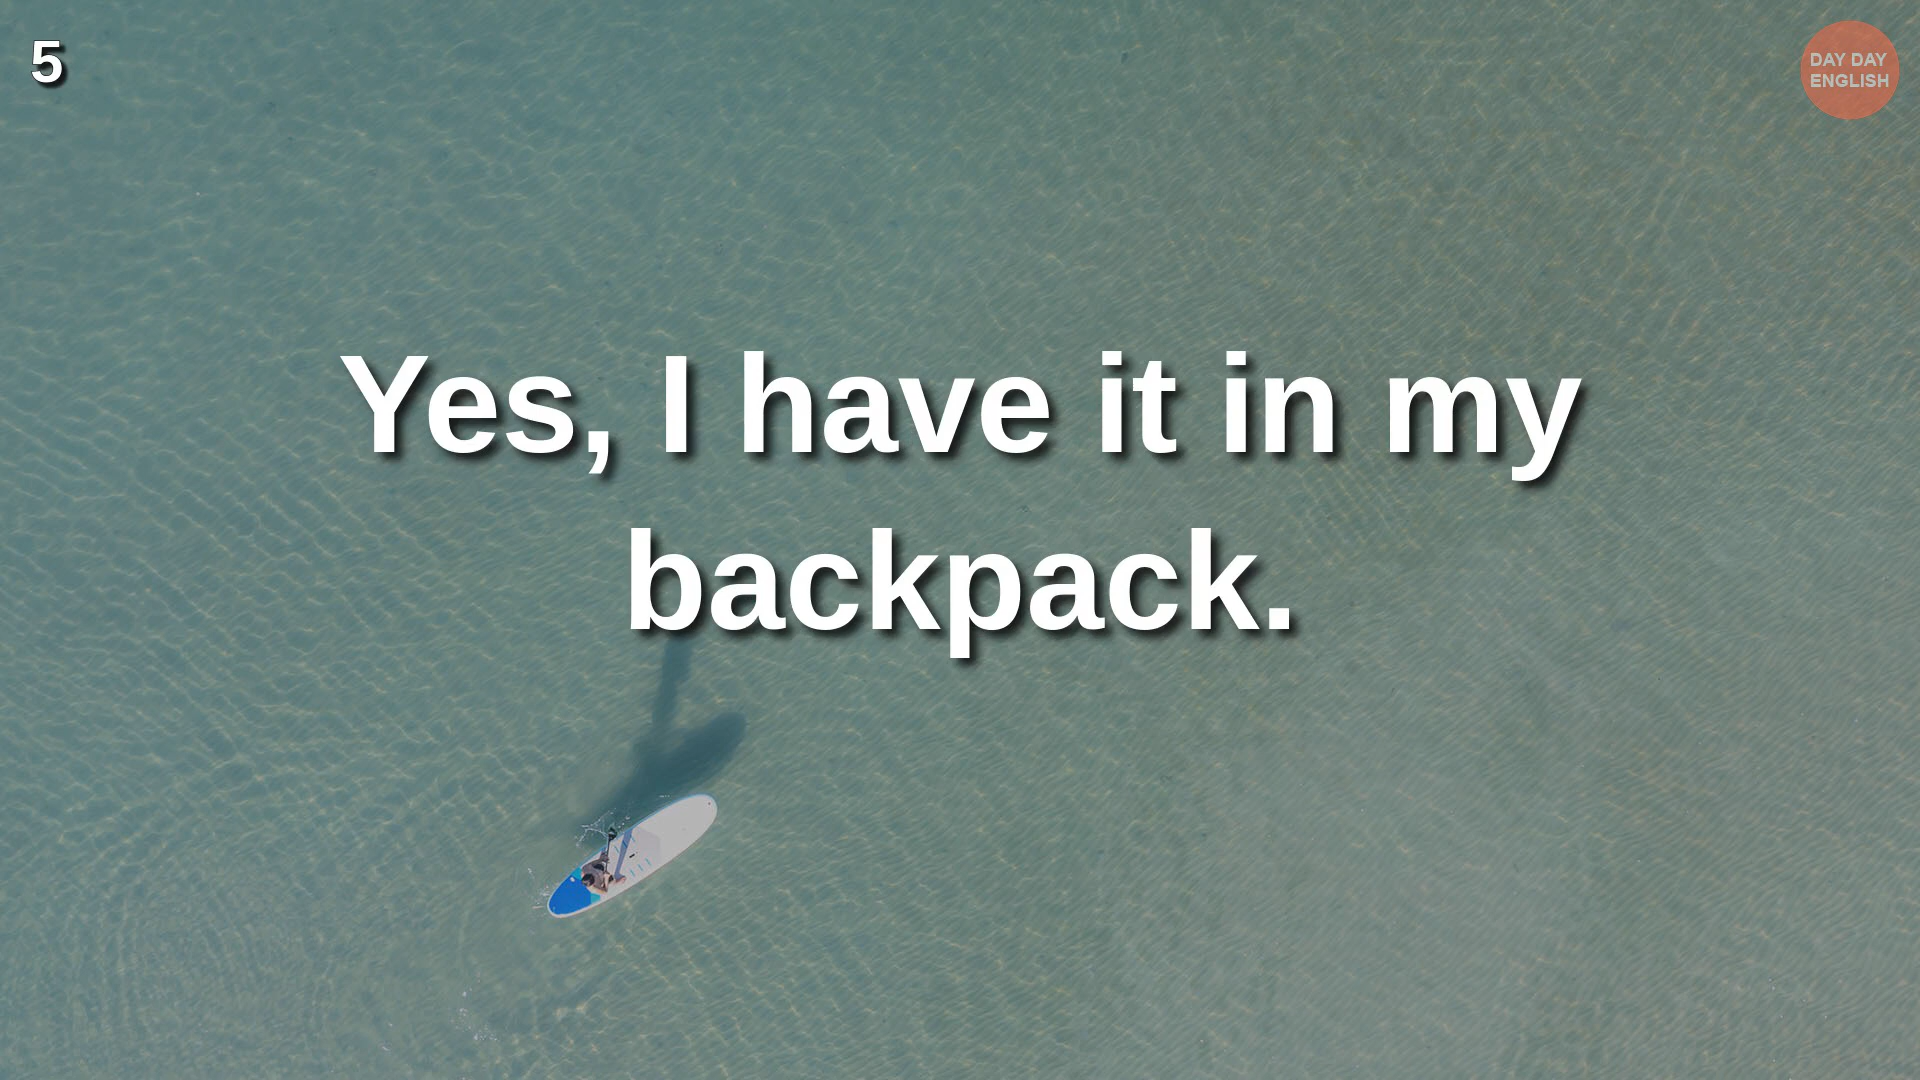 5
DAY DAY
ENGLISH
Yes, I have it in my
backpack.